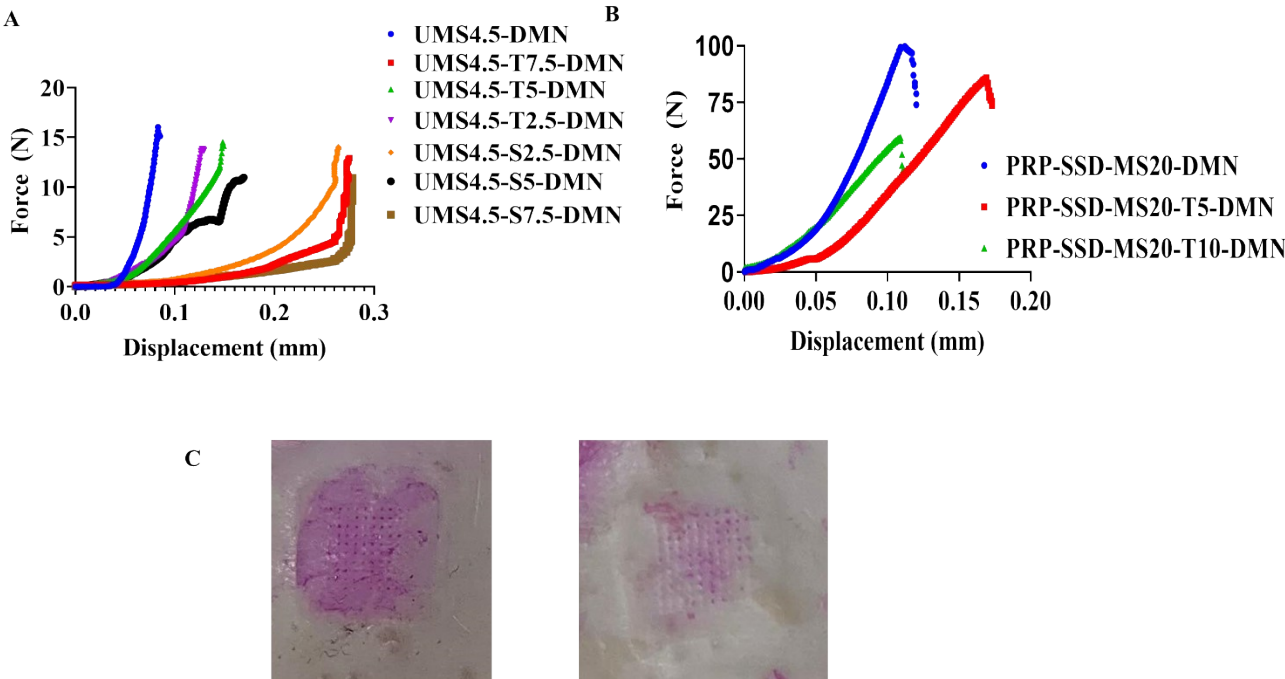 A
UMS4.5-DMN
UMS4.5-T7.5-DMN
UMS4.5-T5-DMN
UMS4.5-T2.5-DMN
UMS4.5-S2.5-DMN
UMS4.5-S5-DMN
UMS4.5-S7.5-DMN
Force (N)
20
15
10
5
0
0.0 0.1 0.2 0.3
Displacement (mm)
B
PRP-SSD-MS20-DMN
PRP-SSD-MS20-T5-DMN
PRP-SSD-MS20-T10-DMN
Force (N)
100
75
50
25
0
0.00 0.05 0.10 0.15 0.20
Displacement (mm)
C